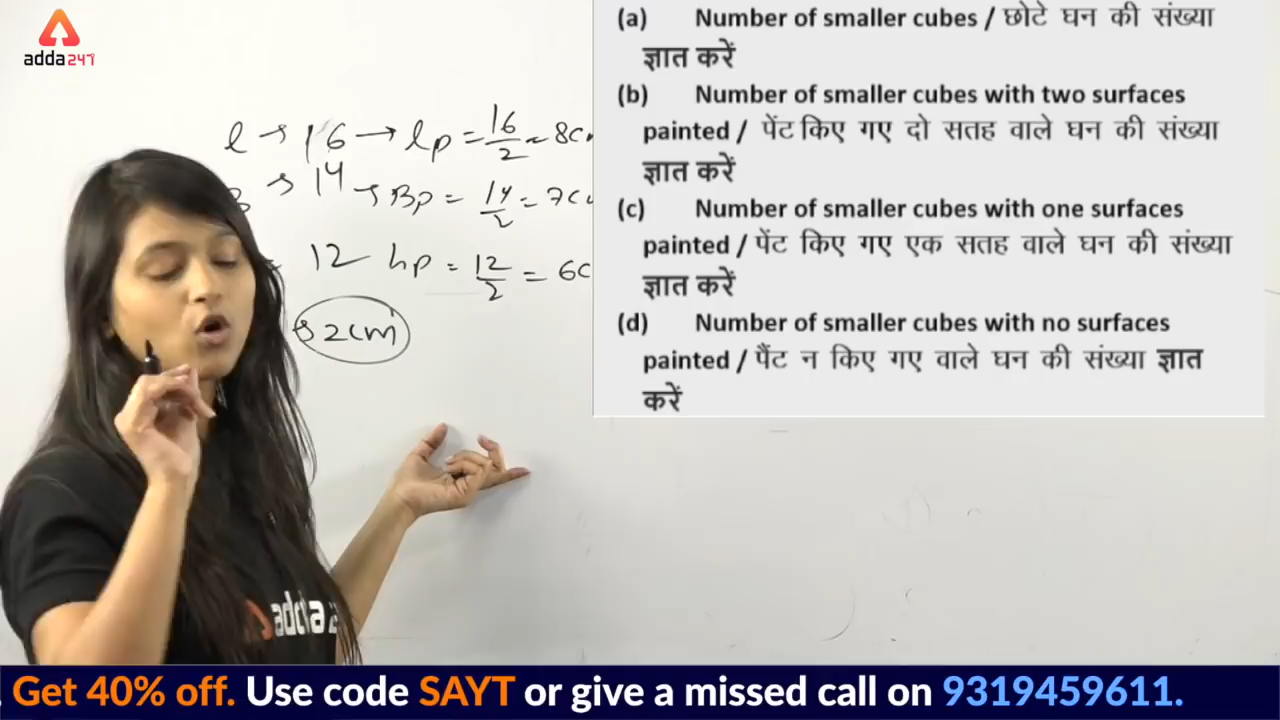 adda247
(a) Number of smaller cubes / छोटे घन की संख्या
ज्ञात करें
(b) Number of smaller cubes with two surfaces
painted / पेंट किए गए दो सतह वाले घन की संख्या
ज्ञात करें
(c) Number of smaller cubes with one surfaces
painted / पेंट किए गए एक सतह वाले घन की संख्या
ज्ञात करें
(d) Number of smaller cubes with no surfaces
painted / पैंट न किए गए वाले घन की संख्या ज्ञात
करें
l → 16 → lp = 16/2 = 8c
14 → Bp = 14/2 = 7c
12 hp = 12/2 = 6c
2cm
adda
Get 40% off. Use code SAYT or give a missed call on 9319459611.